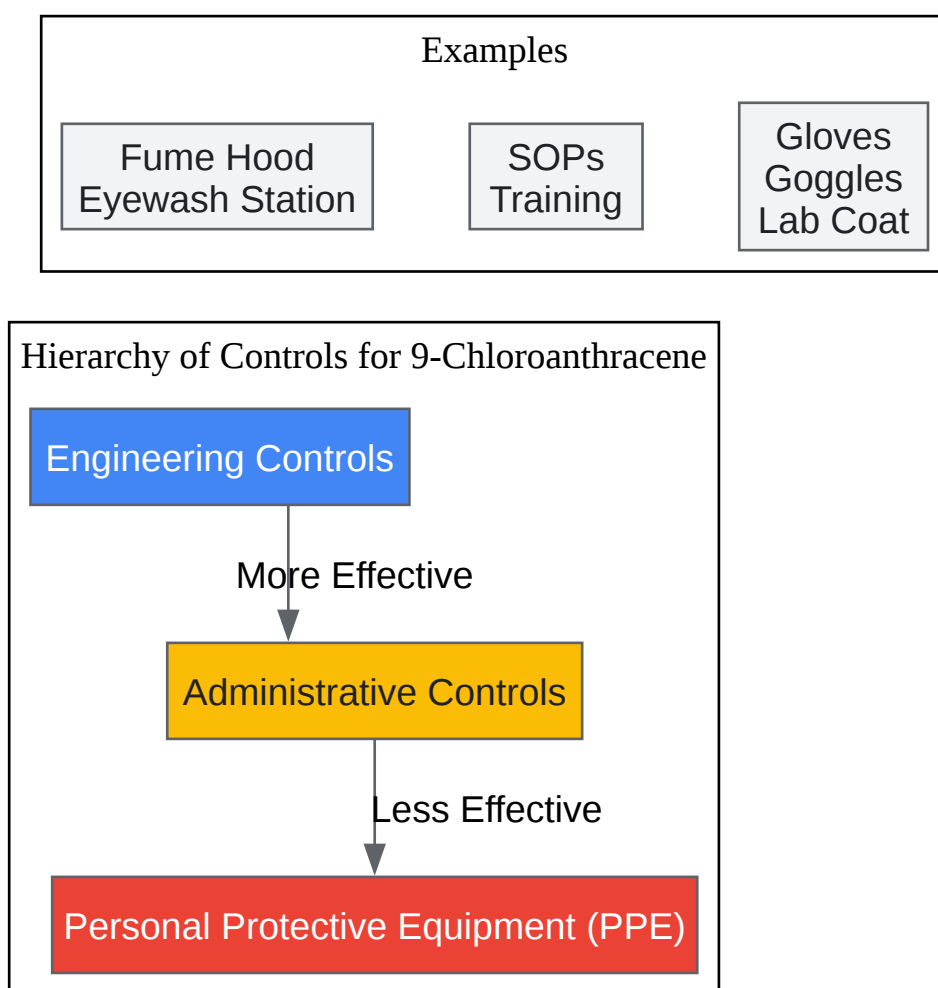 Examples
Fume Hood
Eyewash Station
SOPs
Training
Gloves
Goggles
Lab Coat
Hierarchy of Controls for 9-Chloroanthracene
Engineering Controls
More Effective
Administrative Controls
Less Effective
Personal Protective Equipment (PPE)